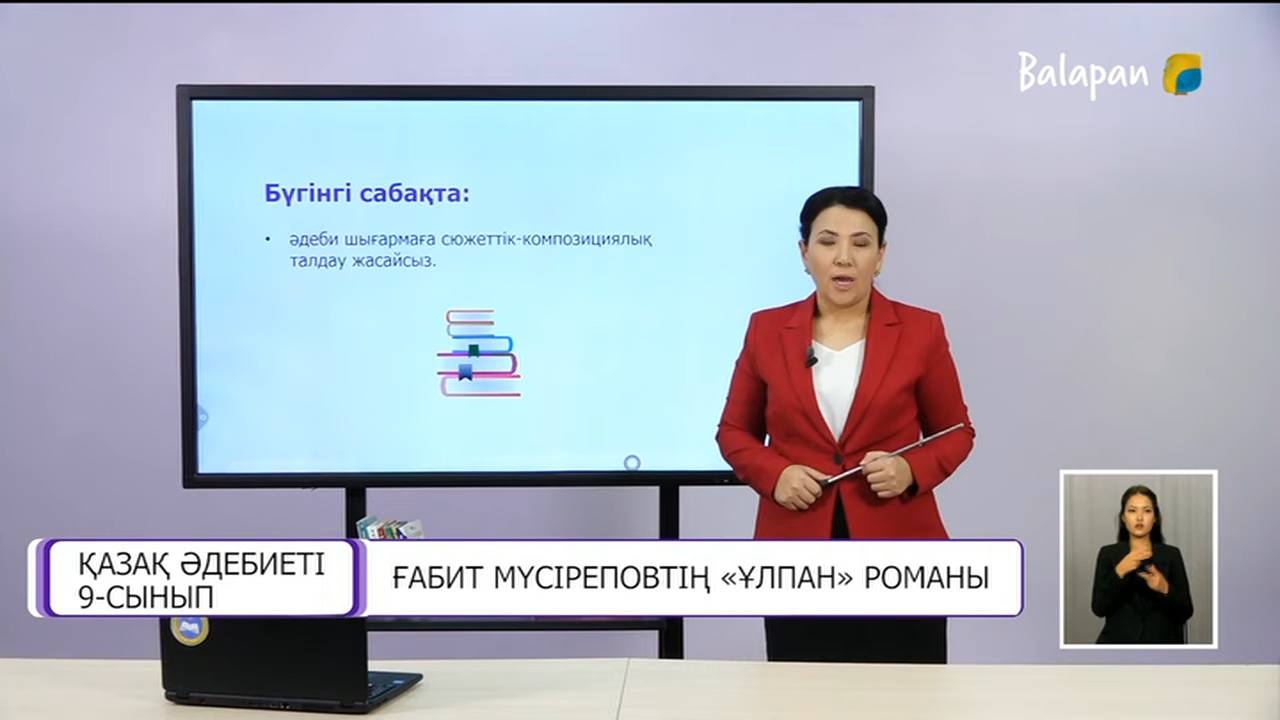 Balapan
Бүгінгі сабақта:
• әдеби шығармаға сюжеттік-композициялық
талдау жасайсыз.
ҚАЗАҚ ӘДЕБИЕТІ
9-СЫНЫП
ҒАБИТ МҮСІРЕПОВТІҢ «ҰЛПАН» РОМАНЫ